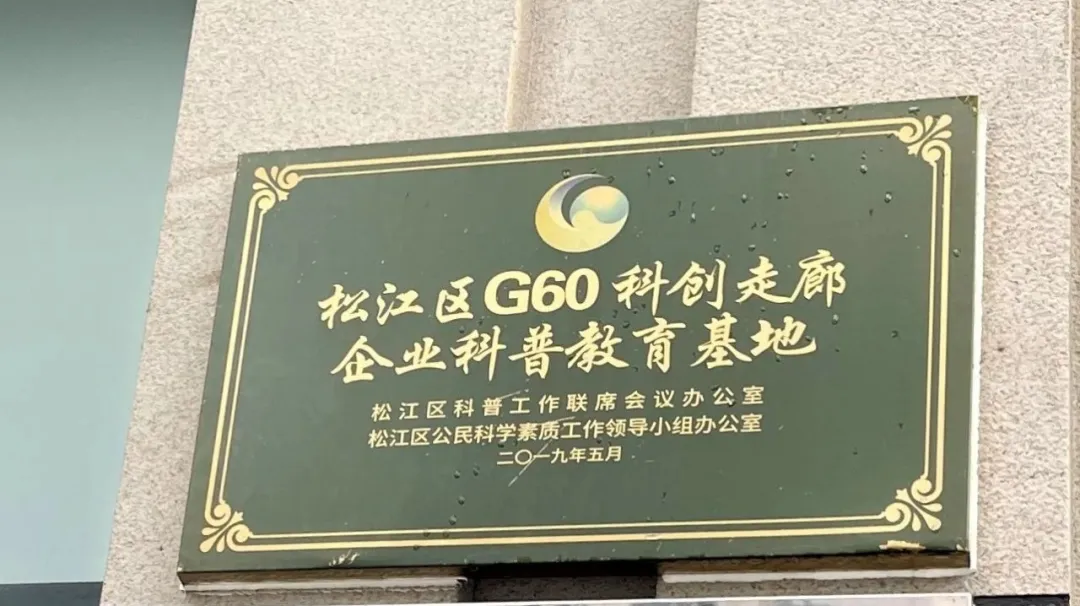 松江区G60科创走廊
企业科普教育基地
松江区科普工作联席会议办公室
松江区公民科学素质工作领导小组办公室
二〇一九年五月